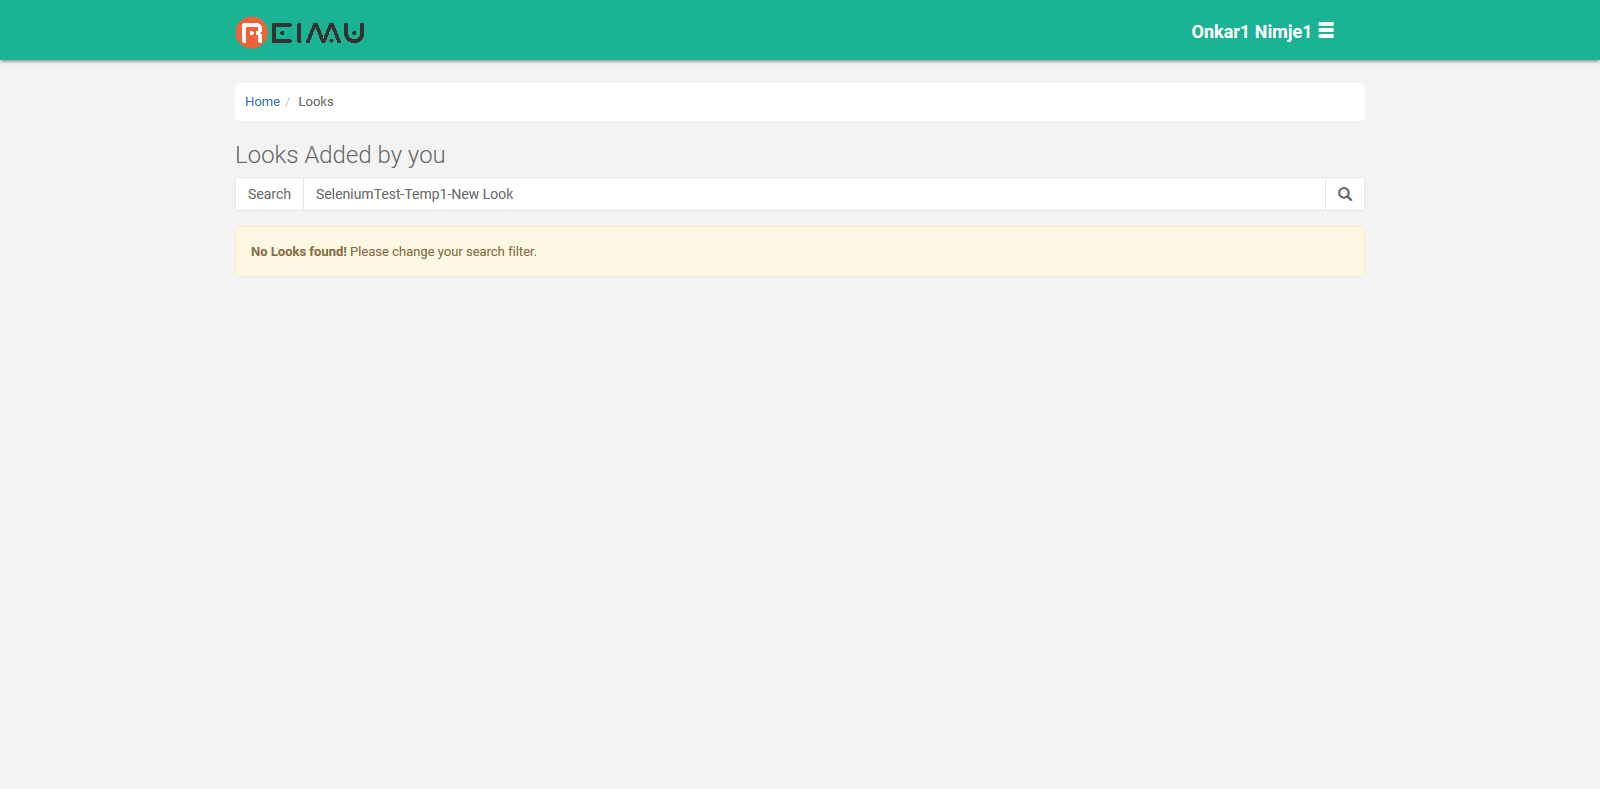 REIMU
Onkar1 Nimje1
Home / Looks
Looks Added by you
Search SeleniumTest-Temp1-New Look
No Looks found! Please change your search filter.